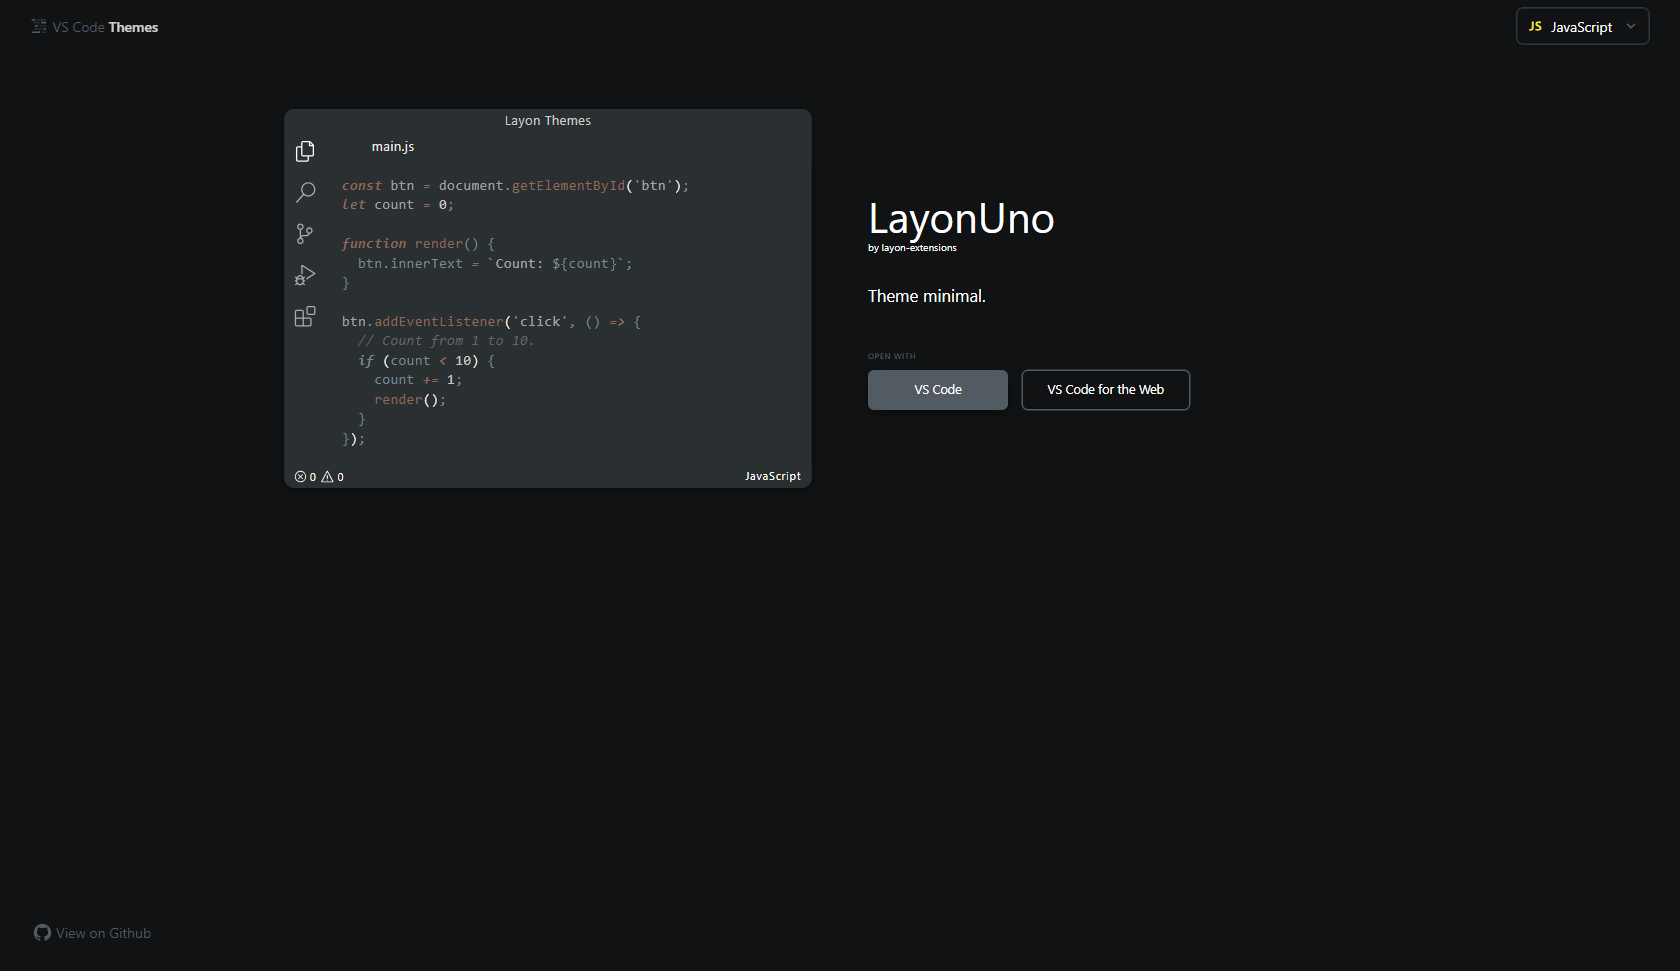 VS Code Themes
JS JavaScript
Layon Themes
main.js
const btn = document.getElementById('btn');
let count = 0;
function render() {
btn.innerText = `Count: ${count}`;
}
btn.addEventListener('click', () => {
// Count from 1 to 10.
if (count < 10) {
count += 1;
render();
}
});
0 0
JavaScript
LayonUno
by layon-extensions
Theme minimal.
OPEN WITH
VS Code
VS Code for the Web
View on Github